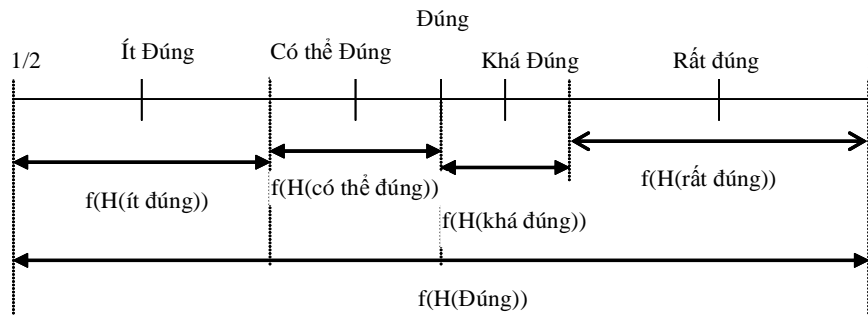 Đúng
1/2 Ít Đúng Có thể Đúng Khá Đúng Rất đúng
f(H(ít đúng)) f(H(có thể đúng)) f(H(rất đúng))
f(H(khá đúng))
f(H(Đúng))